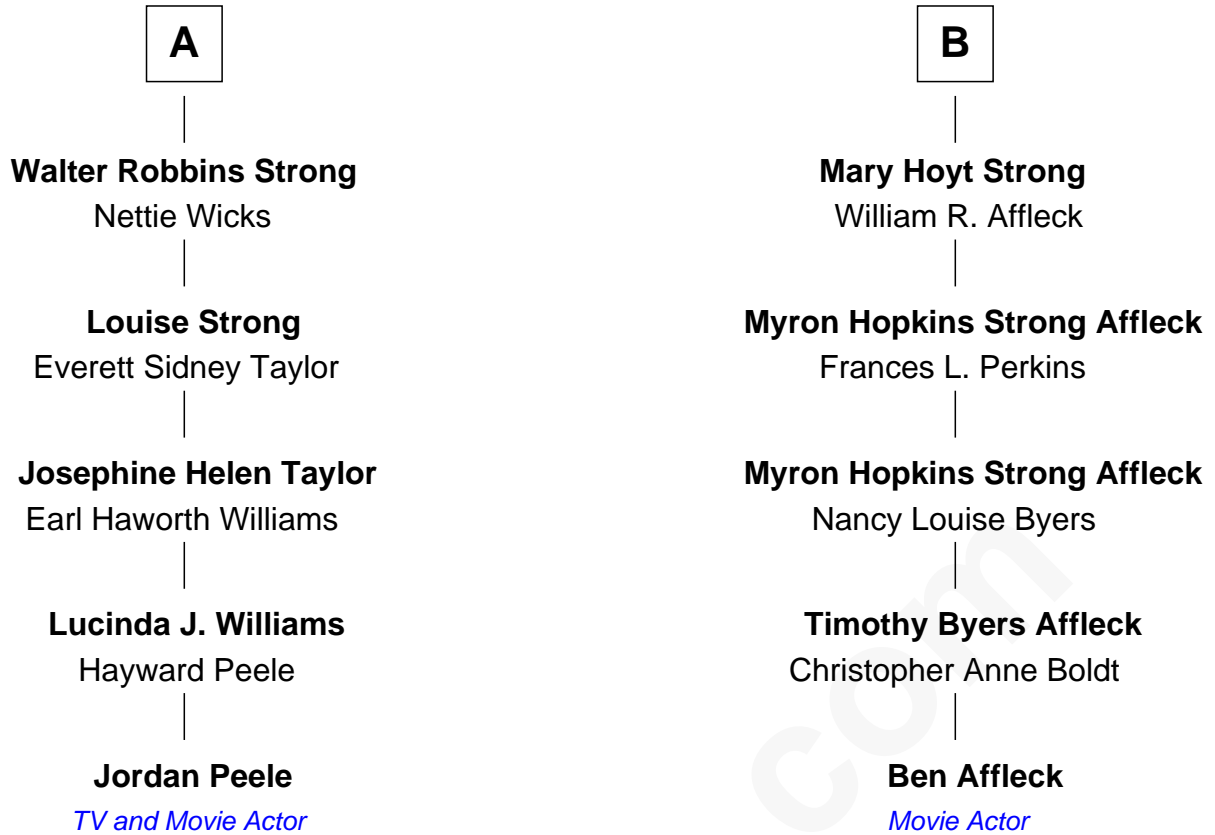 A
Walter Robbins Strong
Nettie Wicks
Louise Strong
Everett Sidney Taylor
Josephine Helen Taylor
Earl Haworth Williams
Lucinda J. Williams
Hayward Peele
Jordan Peele
TV and Movie Actor
B
Mary Hoyt Strong
William R. Affleck
Myron Hopkins Strong Affleck
Frances L. Perkins
Myron Hopkins Strong Affleck
Nancy Louise Byers
Timothy Byers Affleck
Christopher Anne Boldt
Ben Affleck
Movie Actor
com